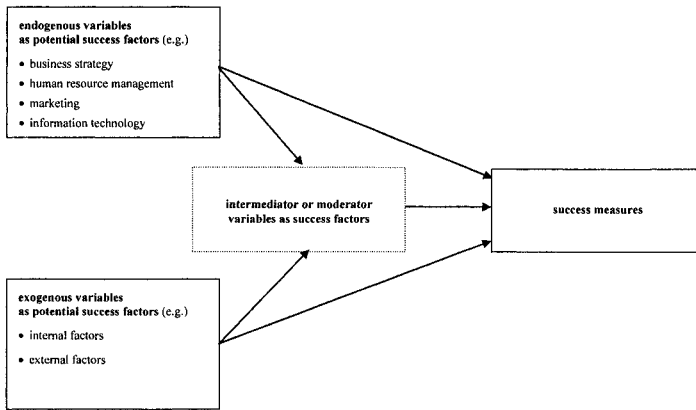 endogenous variables
as potential success factors (e.g.)
• business strategy
• human resource management
• marketing
• information technology
intermediator or moderator
variables as success factors
success measures
exogenous variables
as potential success factors (e.g.)
• internal factors
• external factors